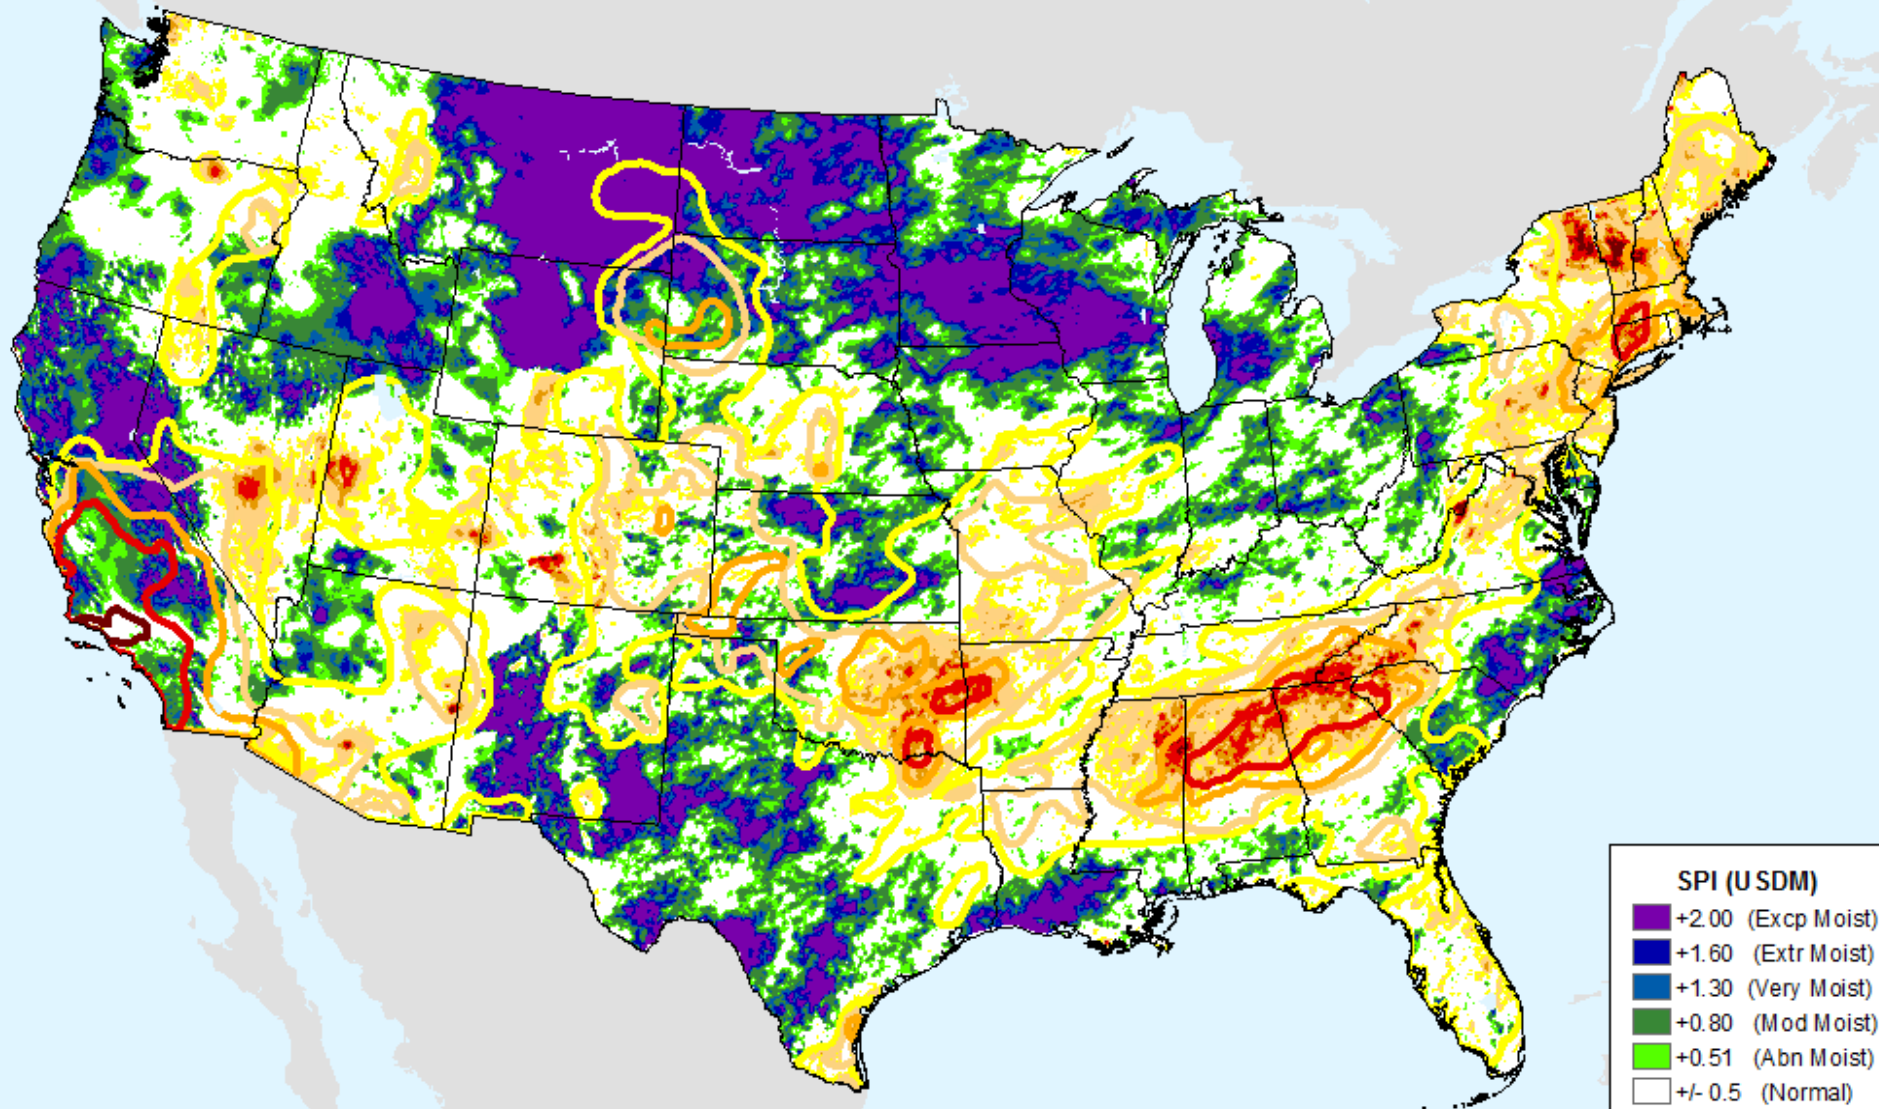 SPI (USDM)
+2.00 (Excp Moist)
+1.60 (Extr Moist)
+1.30 (Very Moist)
+0.80 (Mod Moist)
+0.51 (Abn Moist)
+/- 0.5 (Normal)